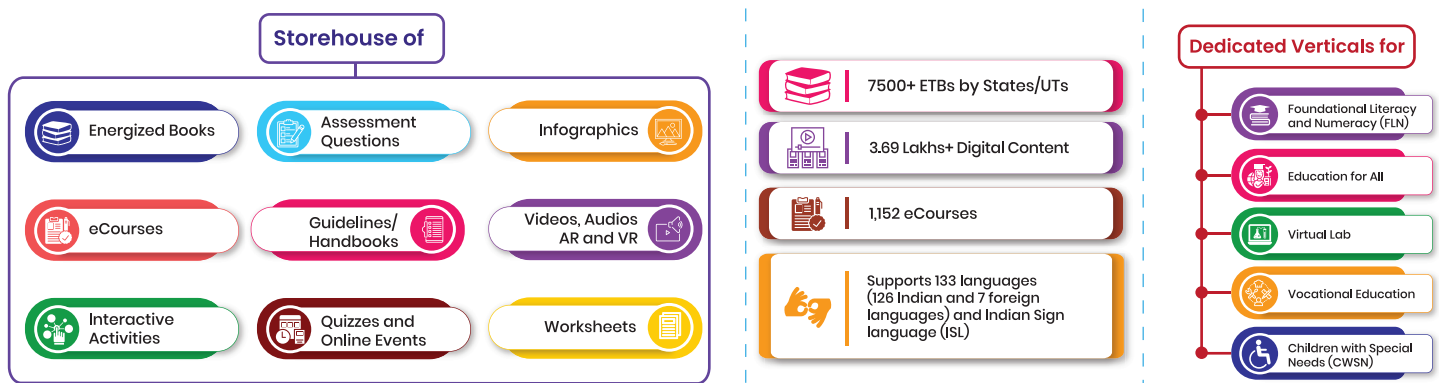 Storehouse of
Energized Books
Assessment
Questions
Infographics
eCourses
Guidelines/
Handbooks
Videos, Audios
AR and VR
Interactive
Activities
Quizzes and
Online Events
Worksheets
7500+ ETBs by States/UTs
3.69 Lakhs+ Digital Content
1,152 eCourses
Supports 133 languages
(126 Indian and 7 foreign
languages) and Indian Sign
language (ISL)
Dedicated Verticals for
Foundational Literacy
and Numeracy (FLN)
Education for All
Virtual Lab
Vocational Education
Children with Special
Needs (CWSN)